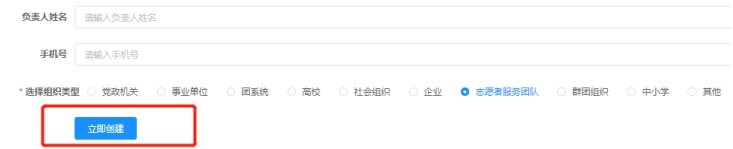 负责人姓名 请输入负责人姓名
手机号 请输入手机号
* 选择组织类型 党政机关 事业单位 团系统 高校 社会组织 企业 志愿者服务团队 群团组织 中小学 其他
立即创建